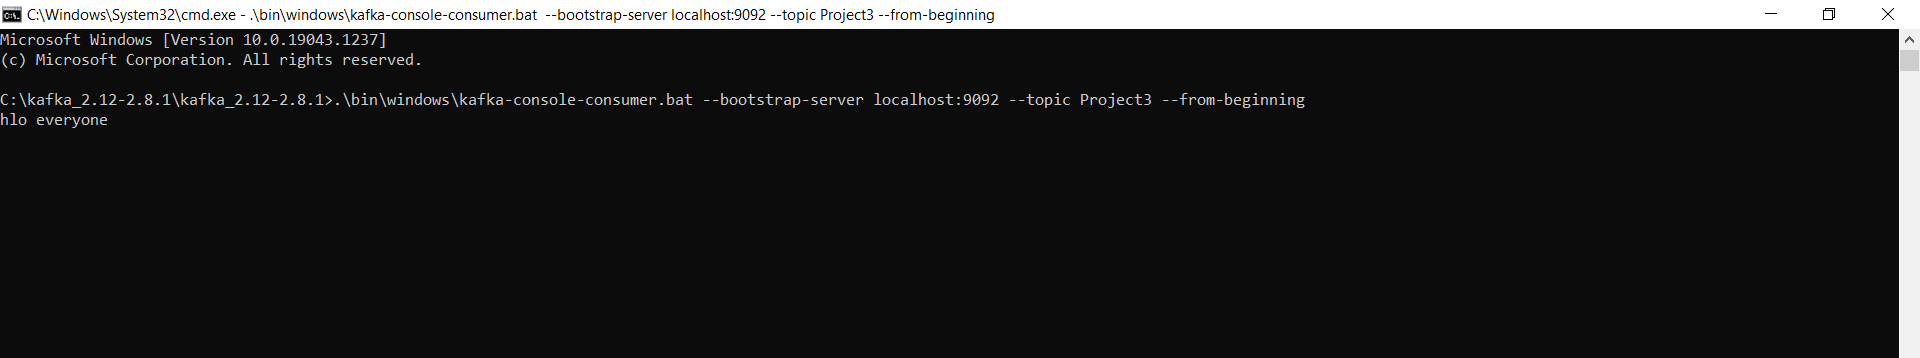 C:\Windows\System32\cmd.exe - .\bin\windows\kafka-console-consumer.bat  --bootstrap-server localhost:9092 --topic Project3 --from-beginning
Microsoft Windows [Version 10.0.19043.1237]
(c) Microsoft Corporation. All rights reserved.
C:\kafka_2.12-2.8.1\kafka_2.12-2.8.1>.\bin\windows\kafka-console-consumer.bat --bootstrap-server localhost:9092 --topic Project3 --from-beginning
hlo everyone